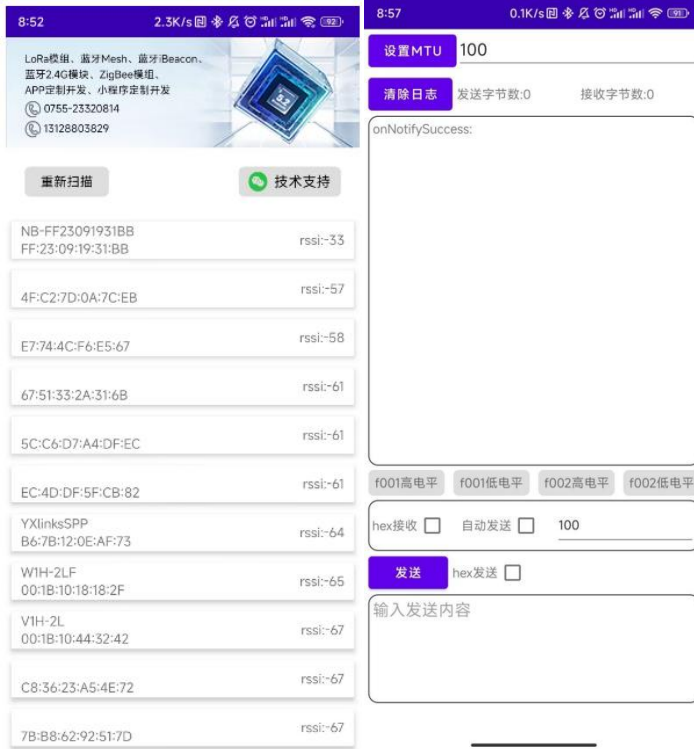 8:52
2.3K/s
92
LoRa模组、蓝牙Mesh、蓝牙iBeacon、
蓝牙2.4G模块、ZigBee模组、
APP定制开发、小程序定制开发
0755-23320814
13128803829
5.2
重新扫描
技术支持
NB-FF23091931BB
FF:23:09:19:31:BB
rssi:-33
4F:C2:7D:0A:7C:EB
rssi:-57
E7:74:4C:F6:E5:67
rssi:-58
67:51:33:2A:31:6B
rssi:-61
5C:C6:D7:A4:DF:EC
rssi:-61
EC:4D:DF:5F:CB:82
rssi:-61
YXlinksSPP
B6:7B:12:0E:AF:73
rssi:-64
W1H-2LF
00:1B:10:18:18:2F
rssi:-65
V1H-2L
00:1B:10:44:32:42
rssi:-67
C8:36:23:A5:4E:72
rssi:-67
7B:B8:62:92:51:7D
rssi:-67
8:57
0.1K/s
设置MTU
100
清除日志
发送字节数:0
接收字节数:0
onNotifySuccess:
f001高电平
f001低电平
f002高电平
f002低电平
hex接收
自动发送
100
发送
hex发送
输入发送内容